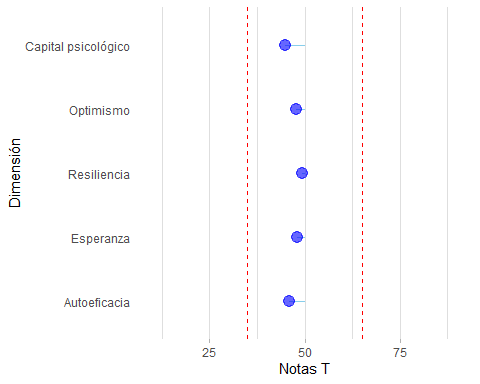 Capital psicológico
Optimismo
Resiliencia
Esperanza
Autoeficacia
Dimensión
25
50
75
Notas T